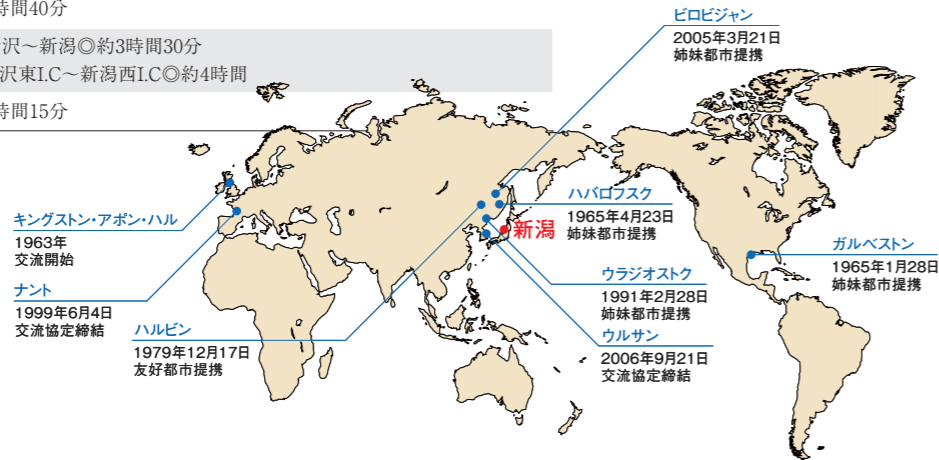 時間40分
沢～新潟◎約3時間30分
沢東I.C～新潟西I.C◎約4時間
時間15分
ビロビジャン
2005年3月21日
姉妹都市提携
ハバロフスク
1965年4月23日
姉妹都市提携
新潟
キングストン・アポン・ハル
1963年
交流開始
ガルベストン
1965年1月28日
姉妹都市提携
ウラジオストク
1991年2月28日
姉妹都市提携
ナント
1999年6月4日
交流協定締結
ハルビン
1979年12月17日
友好都市提携
ウルサン
2006年9月21日
交流協定締結